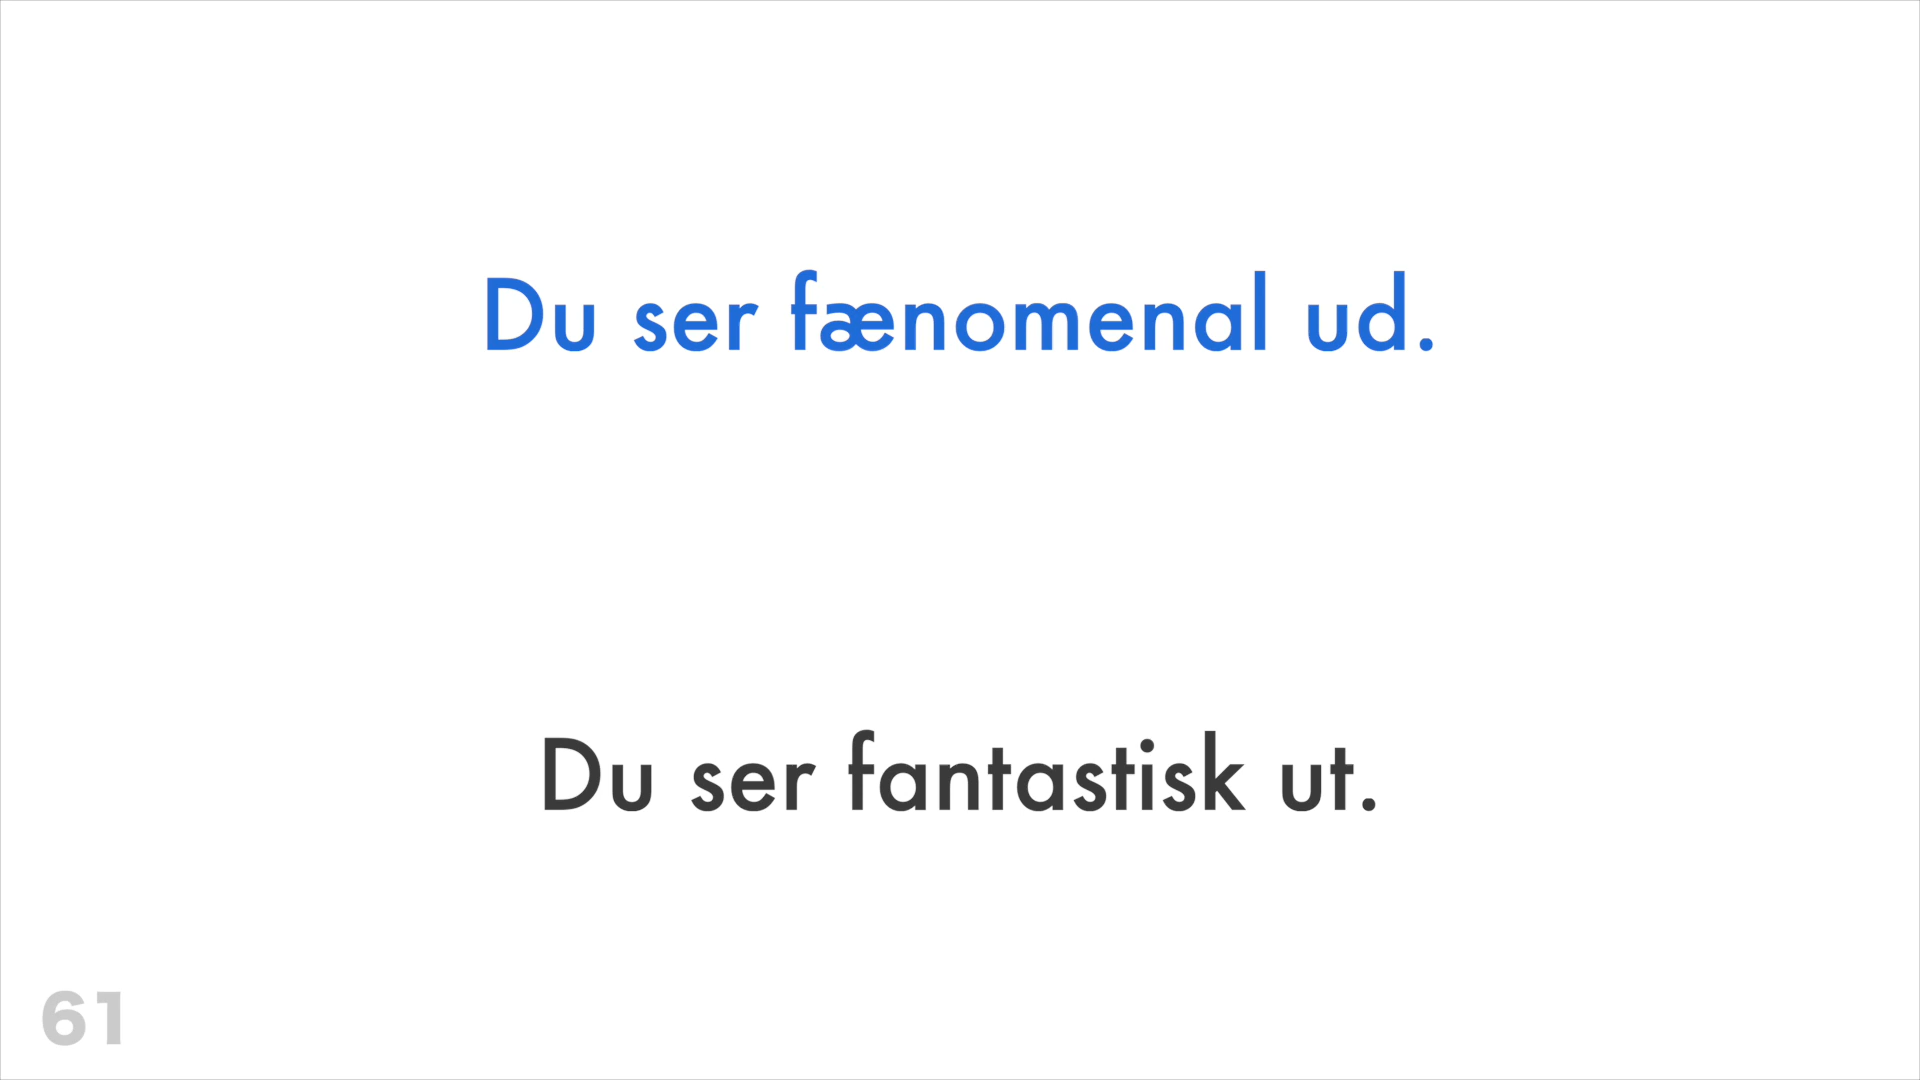 Du ser fænomenal ud.
Du ser fantastisk ut.
61